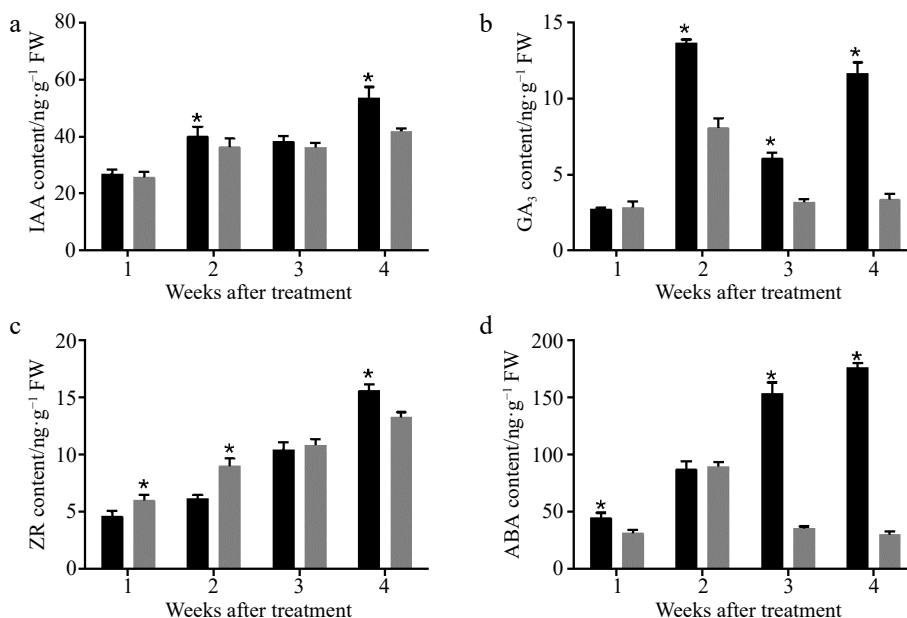 a
IAA content/ng·g⁻¹ FW
80
60
40
20
0
*
*
1 2 3 4
Weeks after treatment
b
GA₃ content/ng·g⁻¹ FW
15
10
5
0
*
*
*
1 2 3 4
Weeks after treatment
c
ZR content/ng·g⁻¹ FW
20
15
10
5
0
*
*
*
1 2 3 4
Weeks after treatment
d
ABA content/ng·g⁻¹ FW
200
150
100
50
0
*
*
*
1 2 3 4
Weeks after treatment